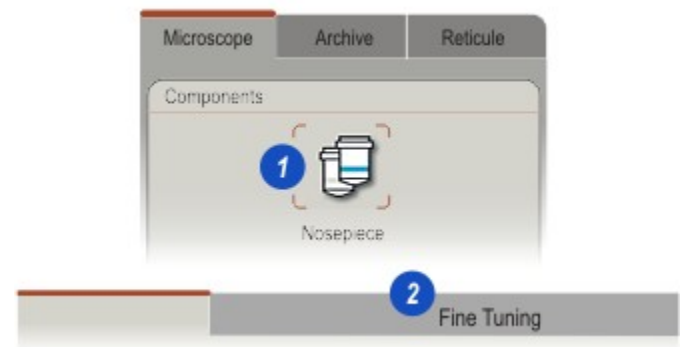 Microscope Archive Reticule
Components
1
Nosepiece
2
Fine Tuning